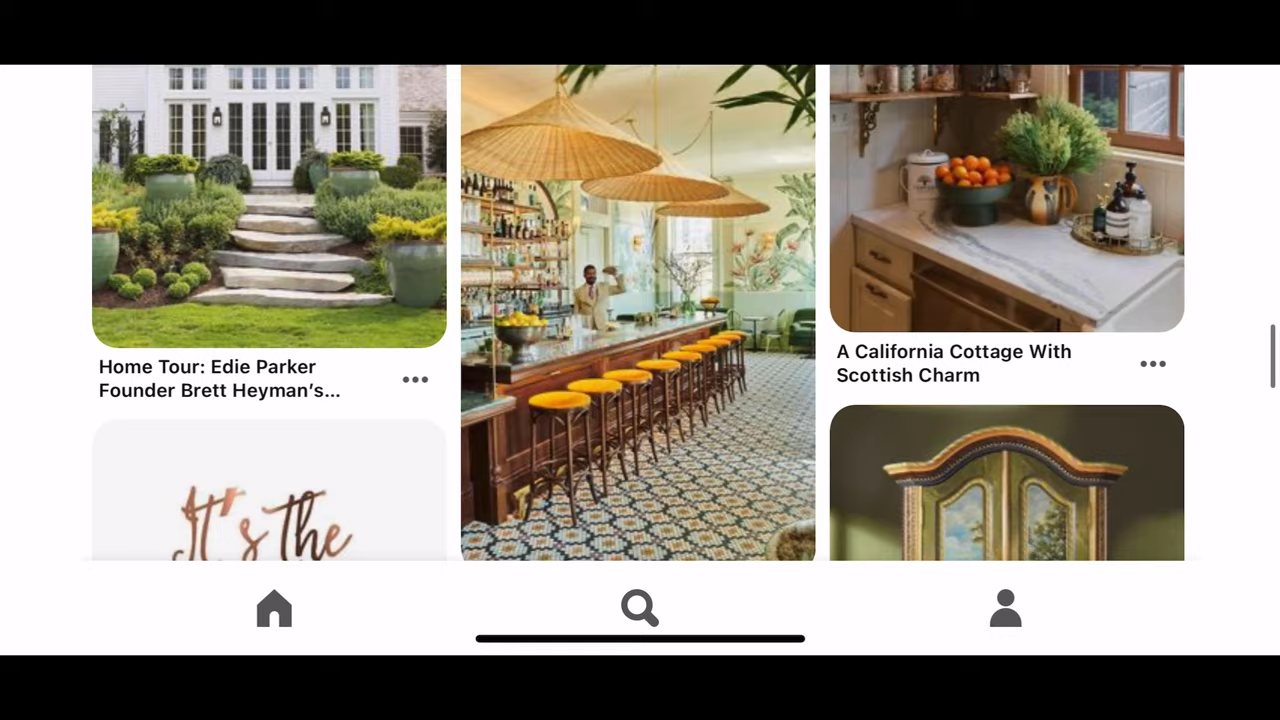 Home Tour: Edie Parker
Founder Brett Heyman’s...
A California Cottage With
Scottish Charm
It's the